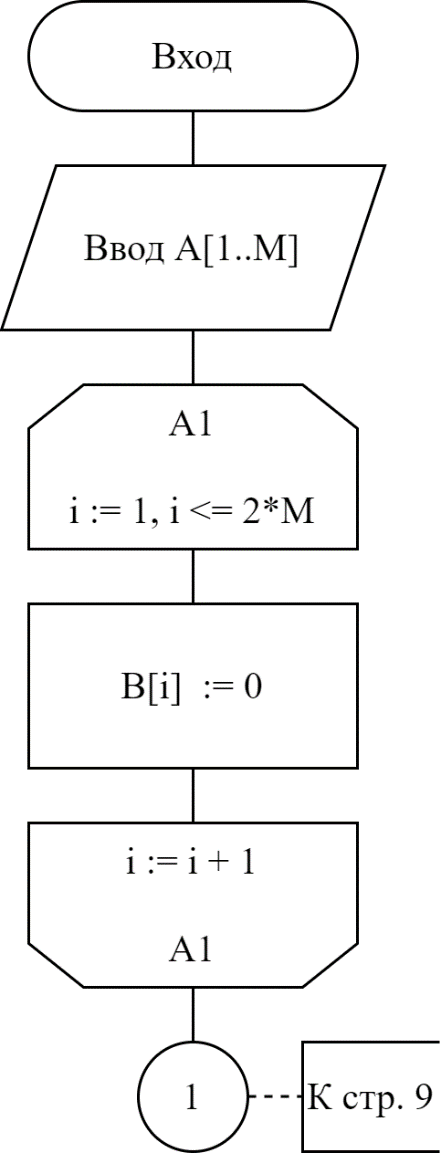 Вход
Ввод A[1..M]
A1
i := 1, i <= 2*M
B[i] := 0
i := i + 1
A1
1
К стр. 9